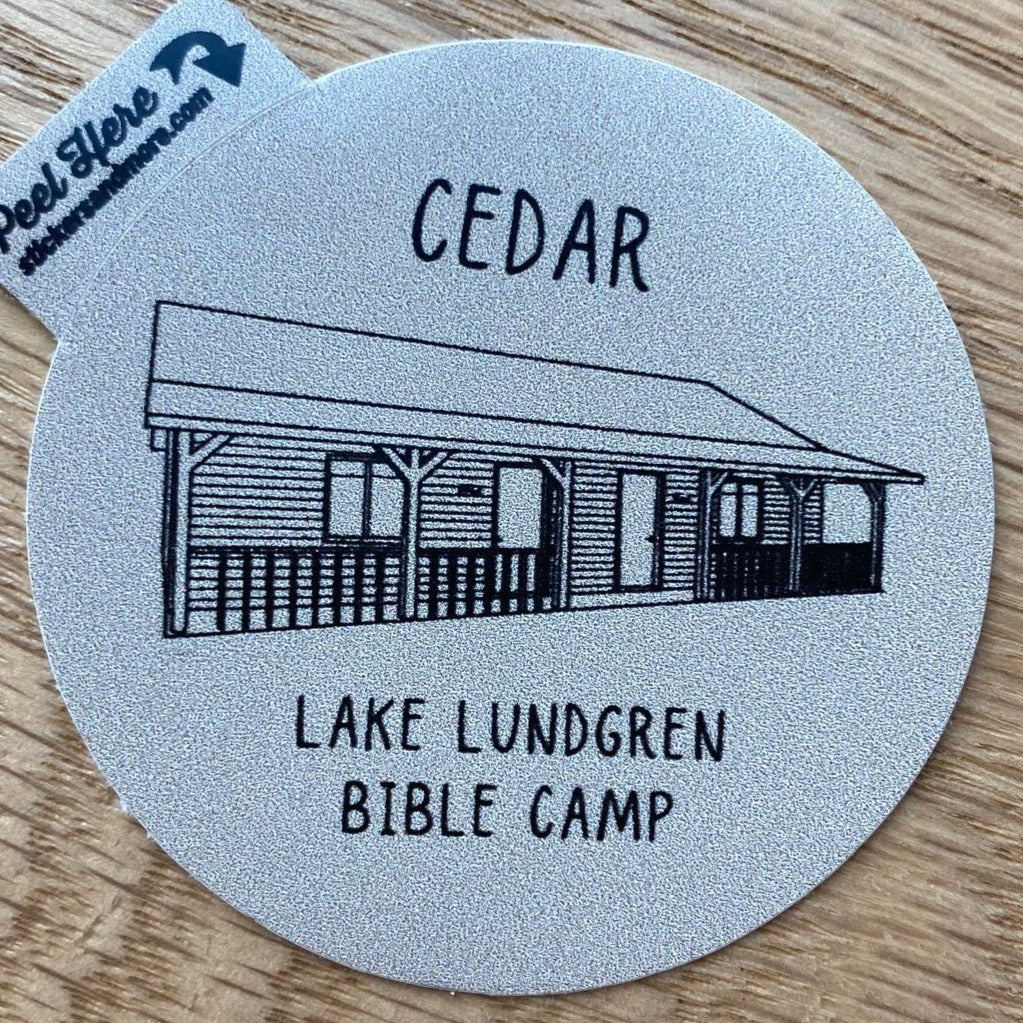 Peel Here
stickersandmore.com
CEDAR
LAKE LUNDGREN
BIBLE CAMP